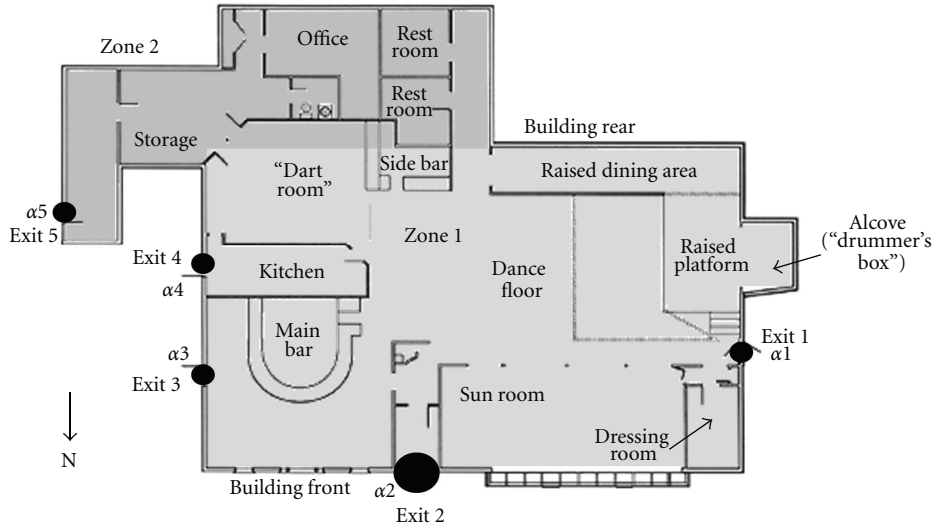 Zone 2
Office
Rest
room
Rest
room
Storage
Building rear
"Dart
room"
Side bar
Raised dining area
α5
Exit 5
Zone 1
Alcove
("drummer's
box")
Raised
platform
Exit 4
α4
Kitchen
Dance
floor
Main
bar
Exit 1
α1
α3
Exit 3
Sun room
Dressing
room
N
Building front
α2
Exit 2